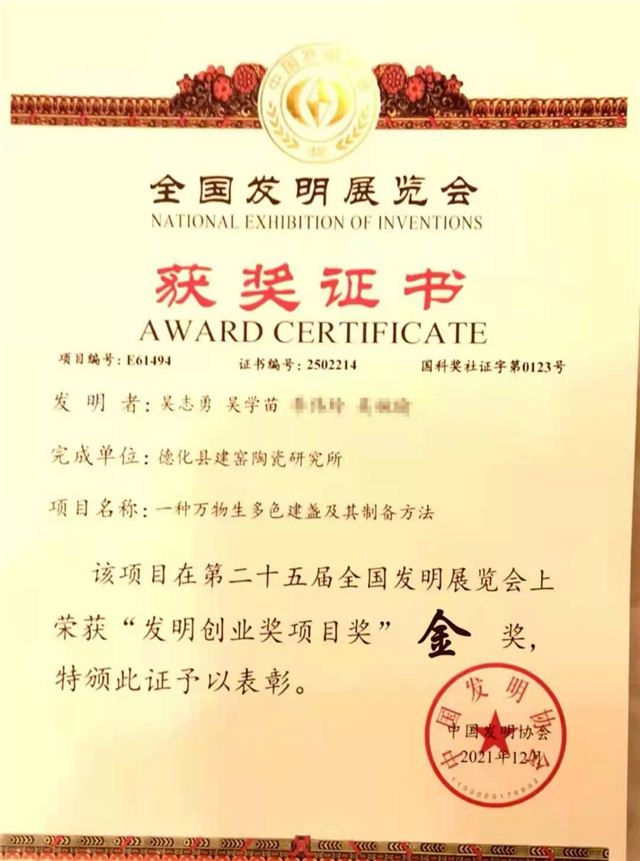 中国发明
奖
全国发明展览会
NATIONAL EXHIBITION OF INVENTIONS
获奖证书
AWARD CERTIFICATE
项目编号：E61494 证书编号：2502214 国科奖社证字第0123号
发明者：吴志勇 吴学苗
完成单位：德化县建窑陶瓷研究所
项目名称：一种万物生多色建盏及其制备方法
该项目在第二十五届全国发明展览会上
荣获“发明创业奖项目奖” 金 奖，
特颁此证予以表彰。
中国发明协会
中国发明协会
2021年12月